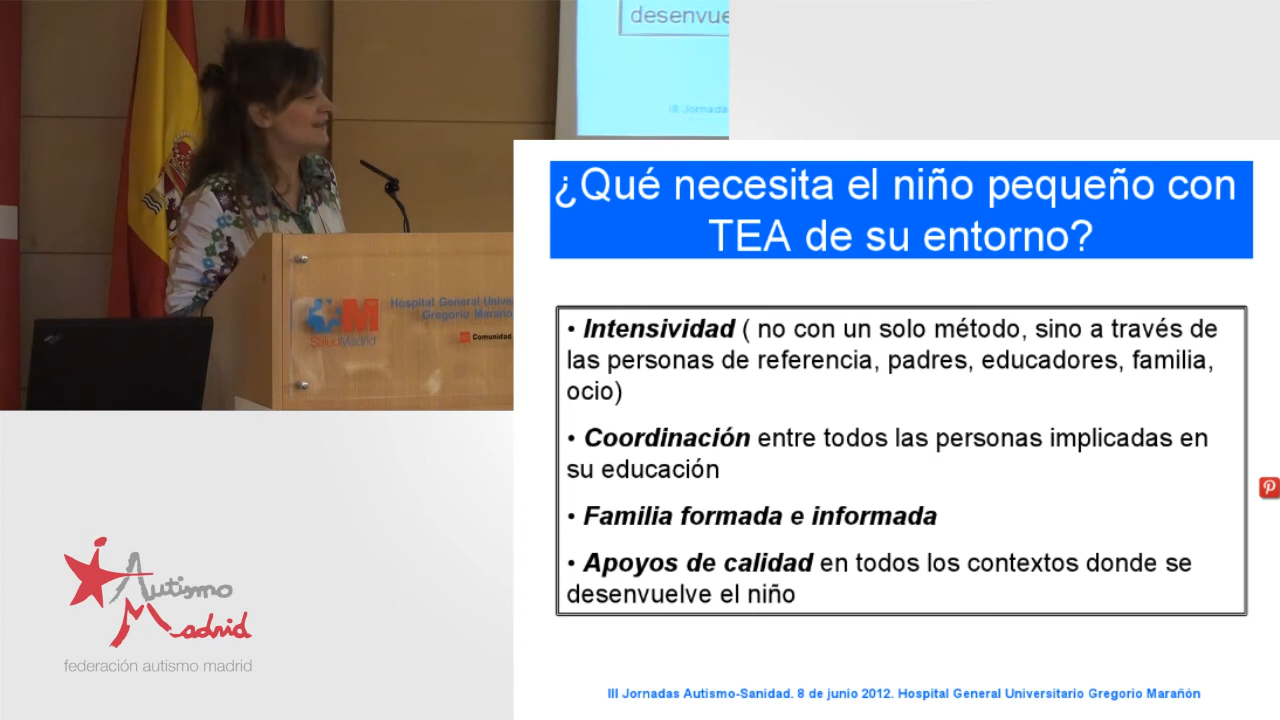 desenvue
III Jornadas
Hospital General Unive
Gregorio Maraño
SaludMadrid
Comunidad
¿Qué necesita el niño pequeño con
TEA de su entorno?
• Intensividad ( no con un solo método, sino a través de
las personas de referencia, padres, educadores, familia,
ocio)
• Coordinación entre todos las personas implicadas en
su educación
• Familia formada e informada
• Apoyos de calidad en todos los contextos donde se
desenvuelve el niño
Autismo
Madrid
federación autismo madrid
III Jornadas Autismo-Sanidad. 8 de junio 2012. Hospital General Universitario Gregorio Marañón